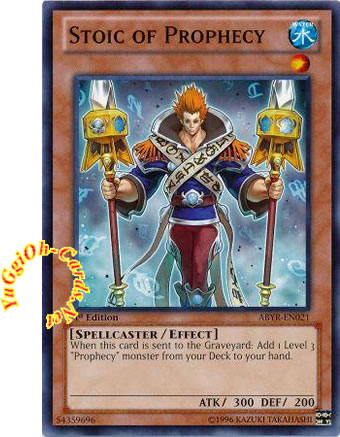 STOIC OF PROPHECY
WATER
水
YuGgiOh-Cards.Net
1st Edition
ABYR-EN021
[SPELLCASTER / EFFECT]
When this card is sent to the Graveyard: Add 1 Level 3
"Prophecy" monster from your Deck to your hand.
ATK/ 300 DEF/ 200
54359696
©1996 KAZUKI TAKAHASHI